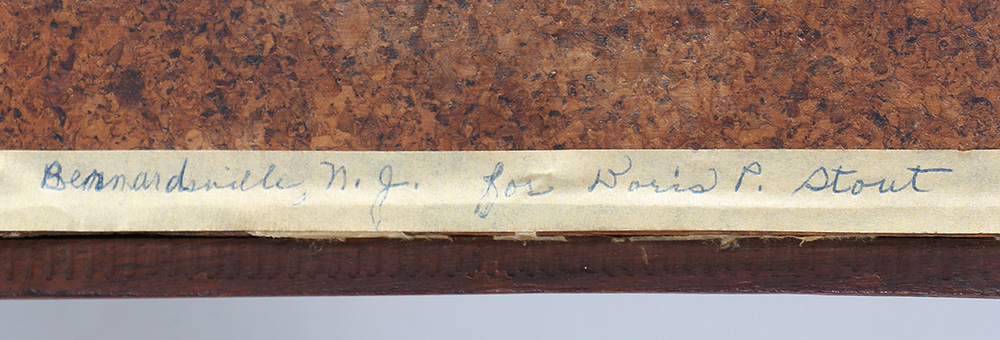 Bernardsville, N. J. for Doris P. Stout